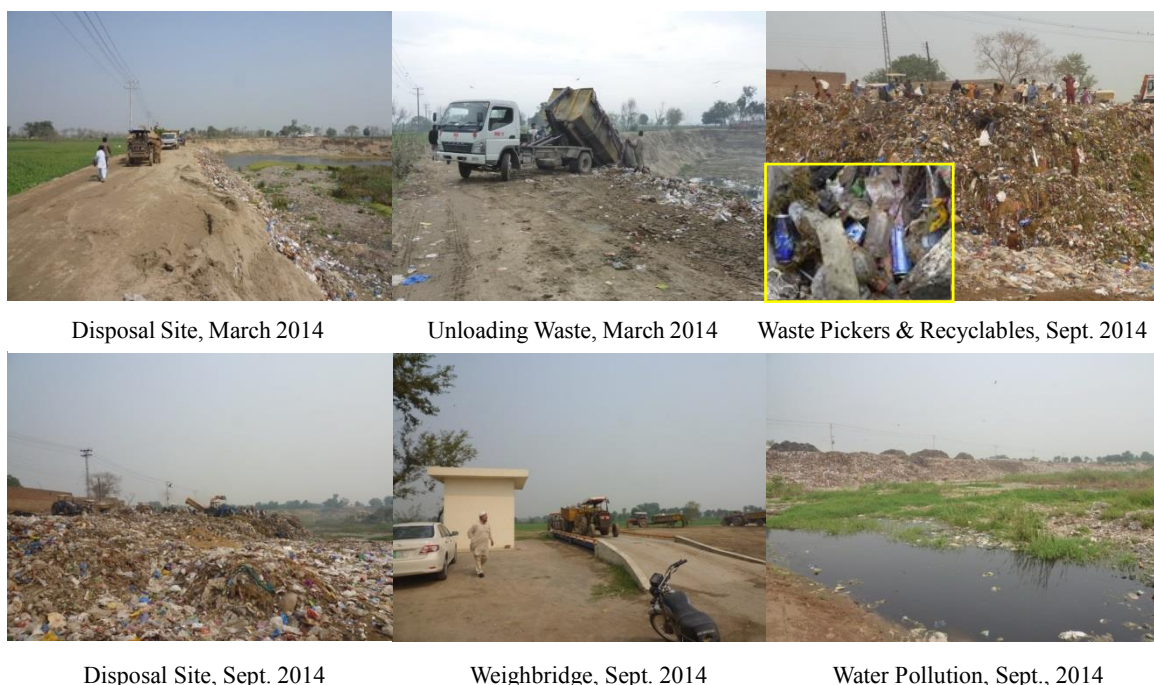 Disposal Site, March 2014
Unloading Waste, March 2014
Waste Pickers & Recyclables, Sept. 2014
Disposal Site, Sept. 2014
Weighbridge, Sept. 2014
Water Pollution, Sept., 2014